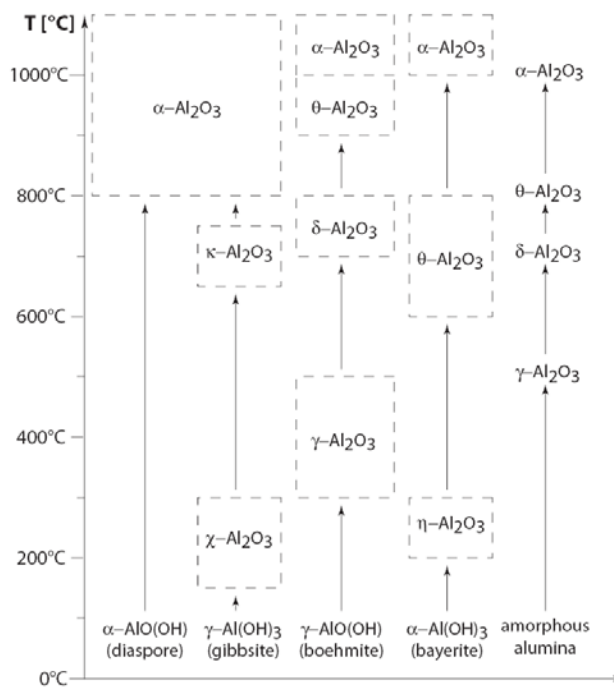 T [°C]
α–Al2O3
α–Al2O3
α–Al2O3
1000°C
α–Al2O3
θ–Al2O3
800°C
θ–Al2O3
δ–Al2O3
κ–Al2O3
θ–Al2O3
δ–Al2O3
600°C
γ–Al2O3
400°C
γ–Al2O3
η–Al2O3
χ–Al2O3
200°C
α–AlO(OH)
(diaspore)
γ–Al(OH)3
(gibbsite)
γ–AlO(OH)
(boehmite)
α–Al(OH)3
(bayerite)
amorphous
alumina
0°C